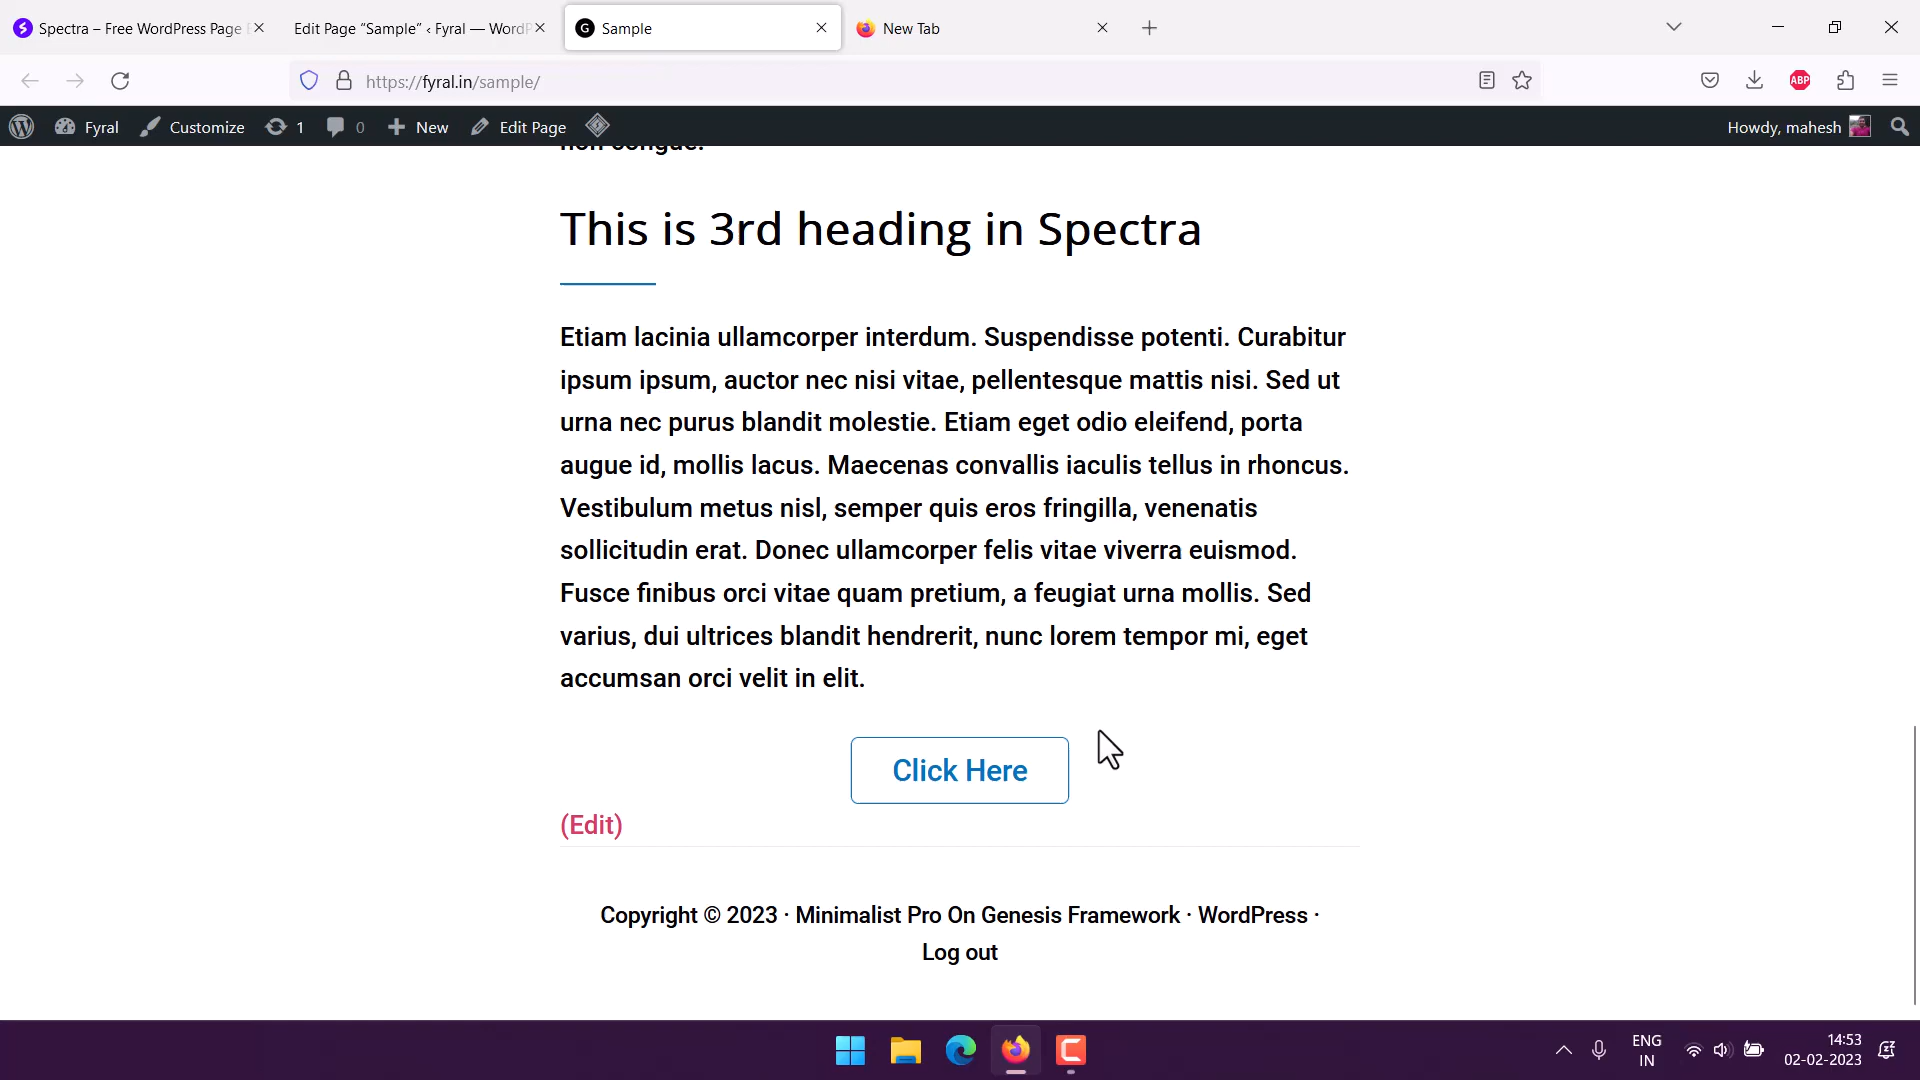 Spectra – Free WordPress Page
Edit Page “Sample” ‹ Fyral — WordP
G
Sample
New Tab
https://fyral.in/sample/
ABP
Fyral
Customize
1
0
New
Edit Page
Howdy, mahesh
non congue.
This is 3rd heading in Spectra
Etiam lacinia ullamcorper interdum. Suspendisse potenti. Curabitur
ipsum ipsum, auctor nec nisi vitae, pellentesque mattis nisi. Sed ut
urna nec purus blandit molestie. Etiam eget odio eleifend, porta
augue id, mollis lacus. Maecenas convallis iaculis tellus in rhoncus.
Vestibulum metus nisl, semper quis eros fringilla, venenatis
sollicitudin erat. Donec ullamcorper felis vitae viverra euismod.
Fusce finibus orci vitae quam pretium, a feugiat urna mollis. Sed
varius, dui ultrices blandit hendrerit, nunc lorem tempor mi, eget
accumsan orci velit in elit.
Click Here
(Edit)
Copyright © 2023 · Minimalist Pro On Genesis Framework · WordPress ·
Log out
ENG
IN
14:53
02-02-2023